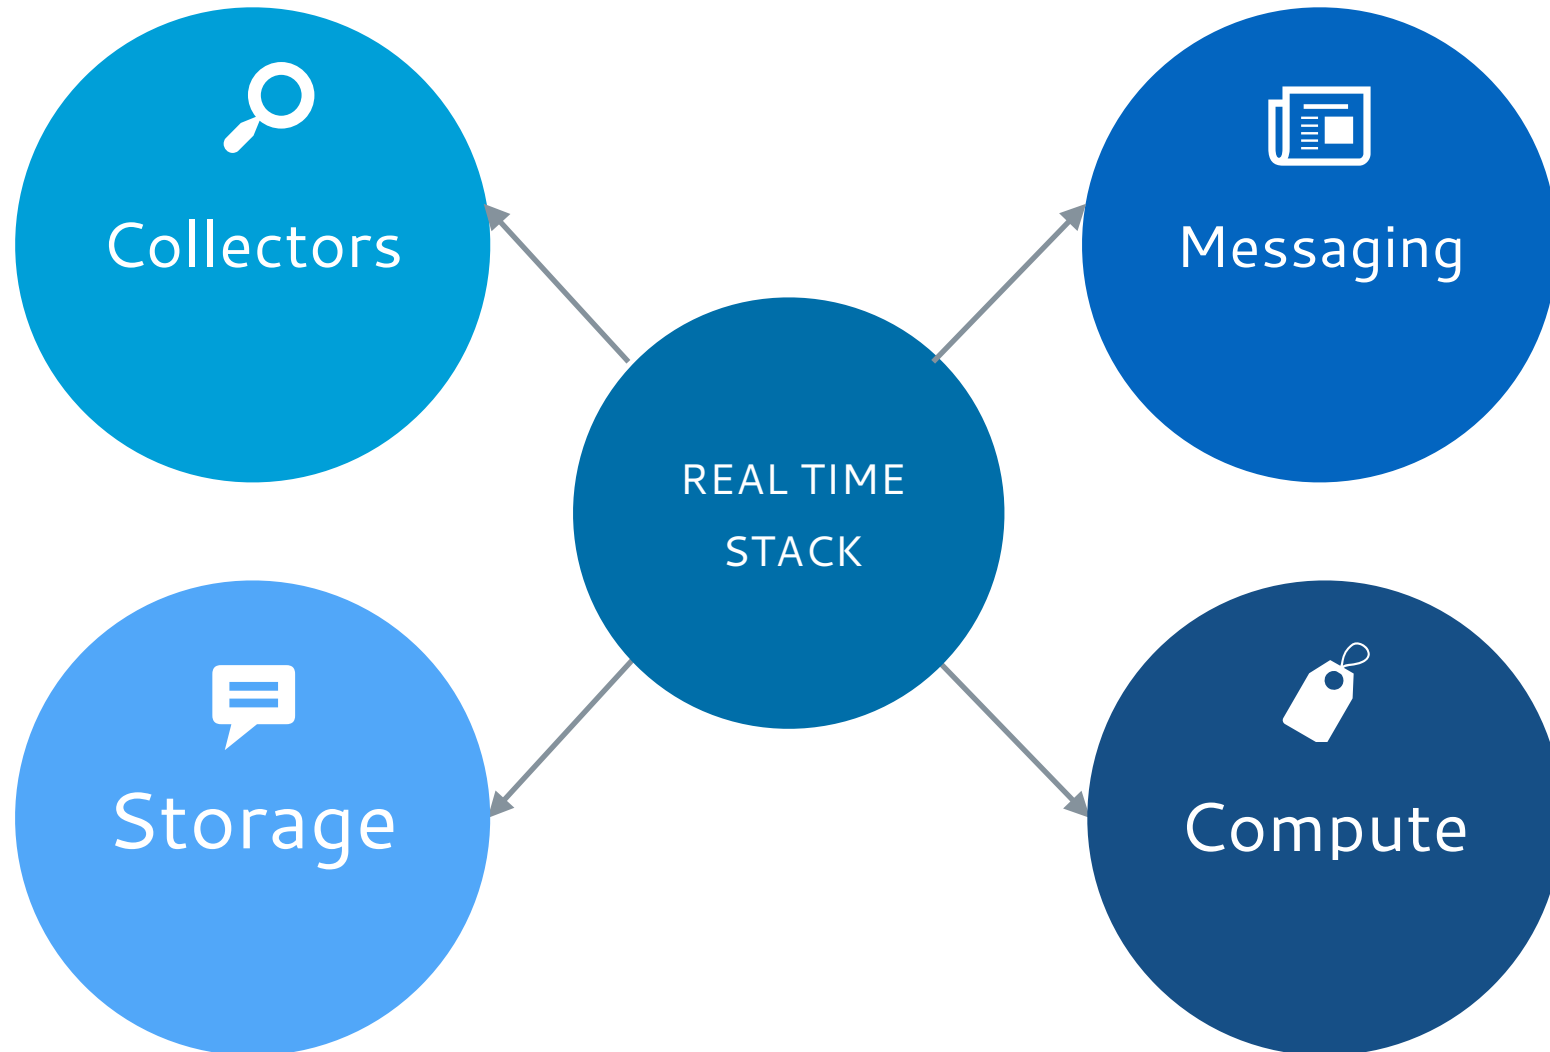 Collectors
Messaging
REAL TIME
STACK
Storage
Compute